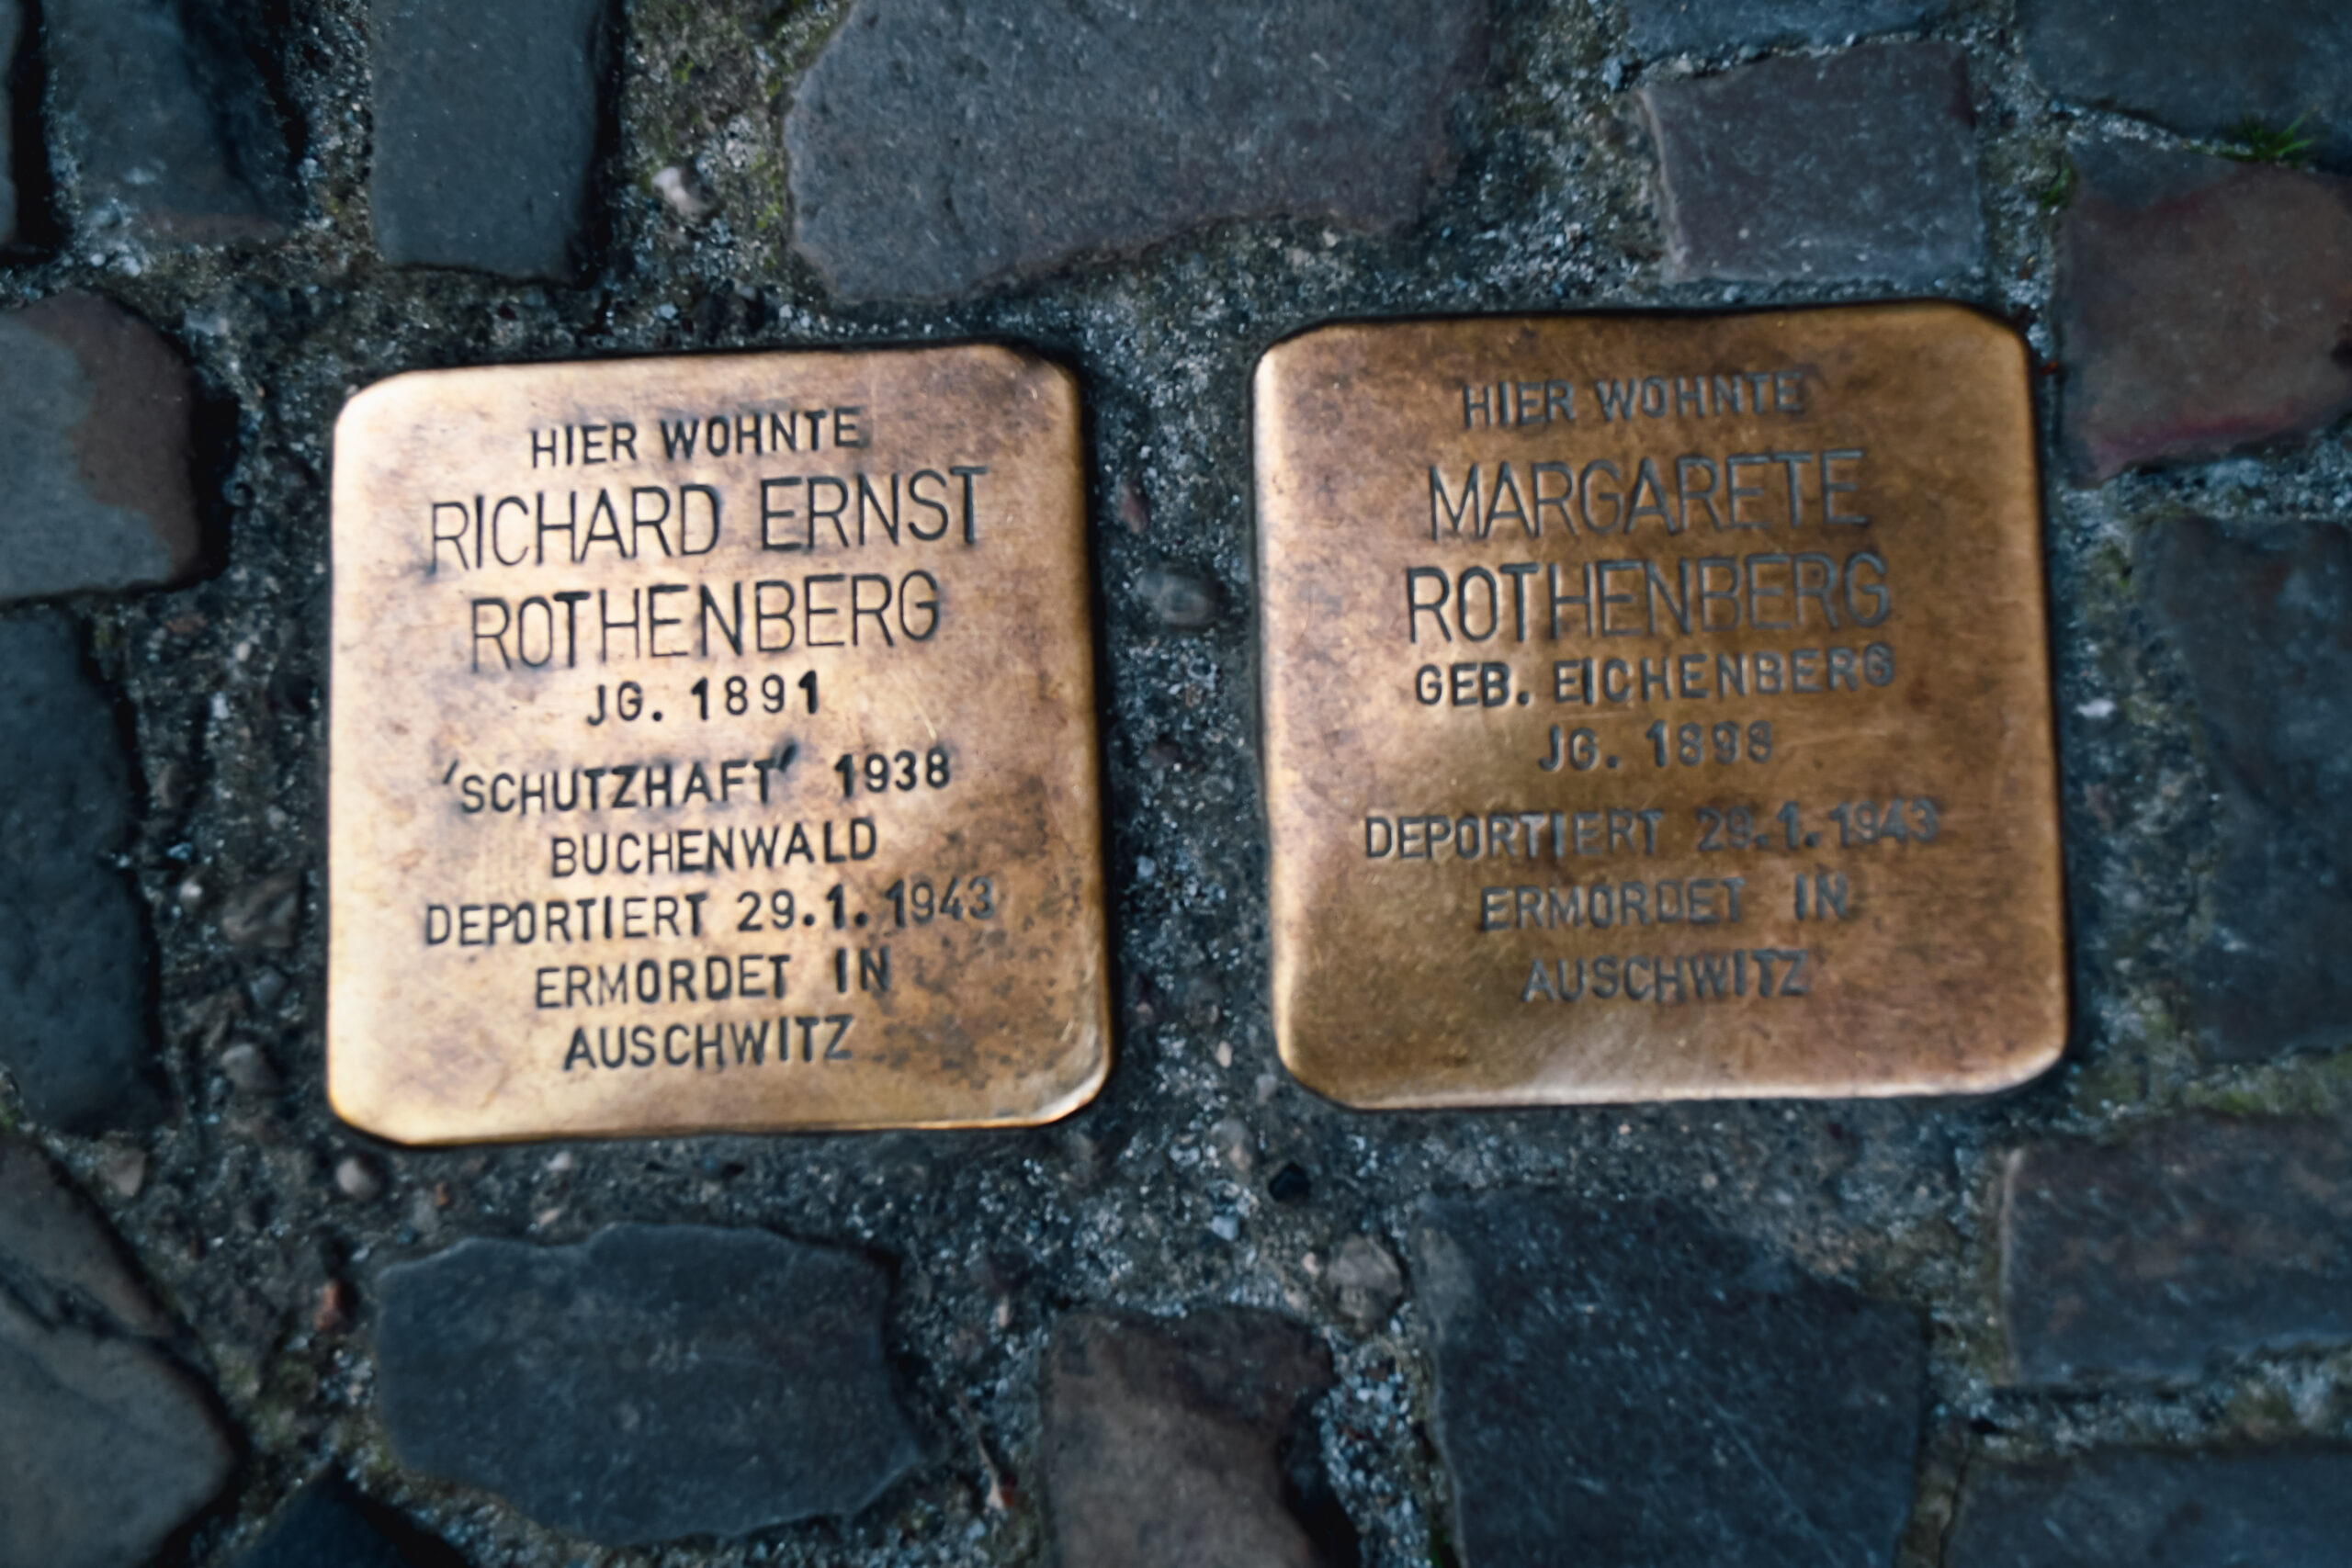 HIER WOHNTE
RICHARD ERNST
ROTHENBERG
JG. 1891
'SCHUTZHAFT' 1938
BUCHENWALD
DEPORTIERT 29.1.1943
ERMORDET IN
AUSCHWITZ
HIER WOHNTE
MARGARETE
ROTHENBERG
GEB. EICHENBERG
JG. 1898
DEPORTIERT 29.1.1943
ERMORDET IN
AUSCHWITZ